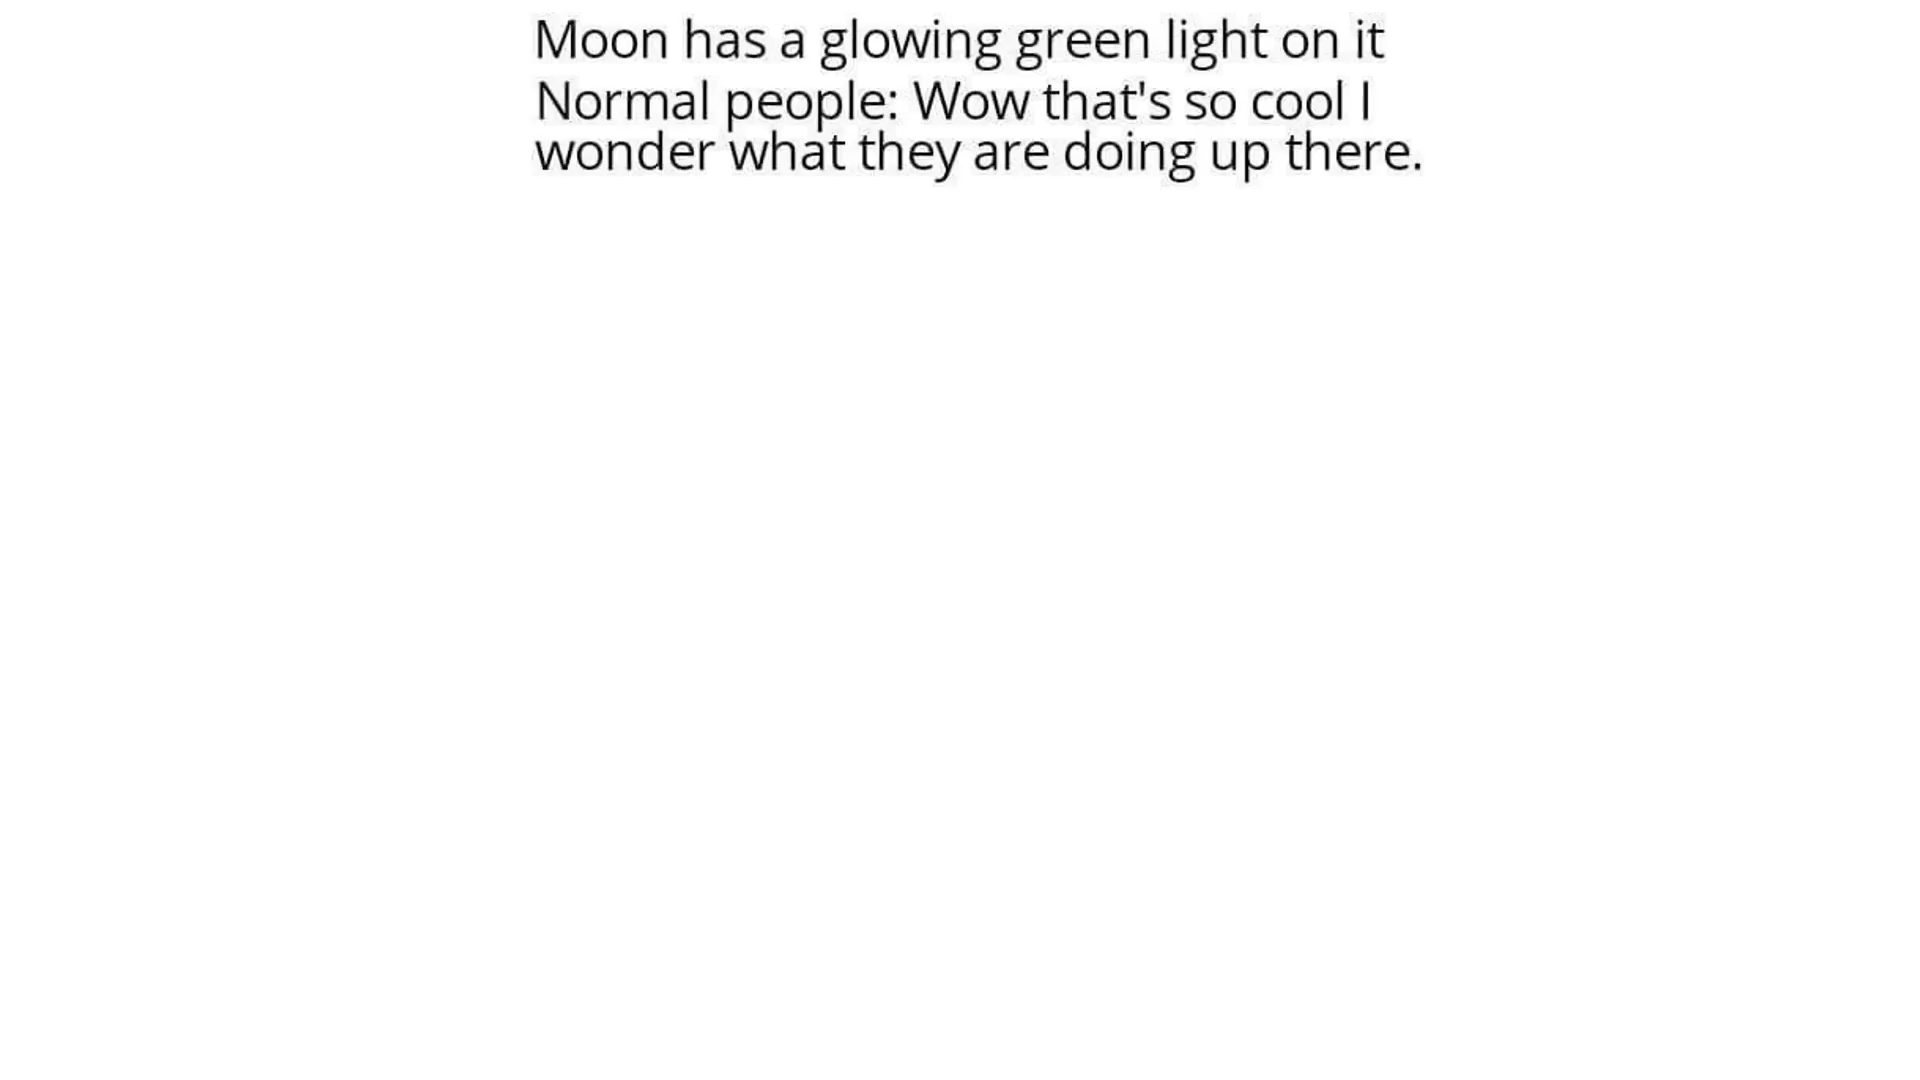 Moon has a glowing green light on it
Normal people: Wow that's so cool I
wonder what they are doing up there.